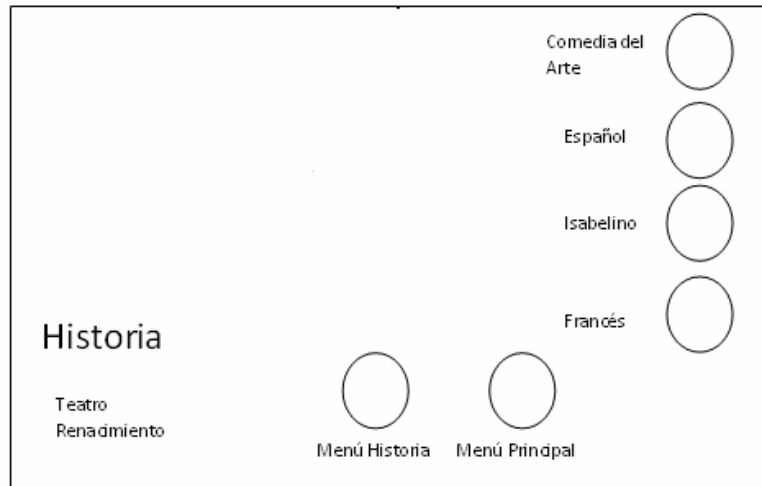 Comedia del
Arte
Español
Isabelino
Francés
Historia
Teatro
Renacimiento
Menú Historia
Menú Principal